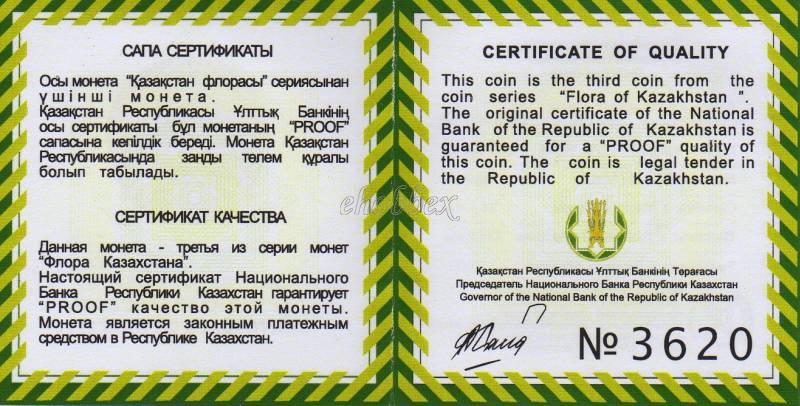 САПА СЕРТИФИКАТЫ
Осы монета “Қазақстан флорасы” сериясынан
үшінші монета.
Қазақстан Республикасы Ұлттық Банкінің
осы сертификаты бұл монетаның “PROOF”
сапасына кепілдік береді. Монета Қазақстан
Республикасында заңды төлем құралы
болып табылады.
СЕРТИФИКАТ КАЧЕСТВА
Данная монета - третья из серии монет
“Флора Казахстана”.
Настоящий сертификат Национального
Банка Республики Казахстан гарантирует
“PROOF” качество этой монеты.
Монета является законным платежным
средством в Республике Казахстан.
CERTIFICATE OF QUALITY
This coin is the third coin from the
coin series “Flora of Kazakhstan ”.
The original certificate of the National
Bank of the Republic of Kazakhstan is
guaranteed for a “PROOF” quality of
this coin. The coin is legal tender in
the Republic of Kazakhstan.
Қазақстан Республикасы Ұлттық Банкінің Төрағасы
Председатель Национального Банка Республики Казахстан
Governor of the National Bank of the Republic of Kazakhstan
№ 3620